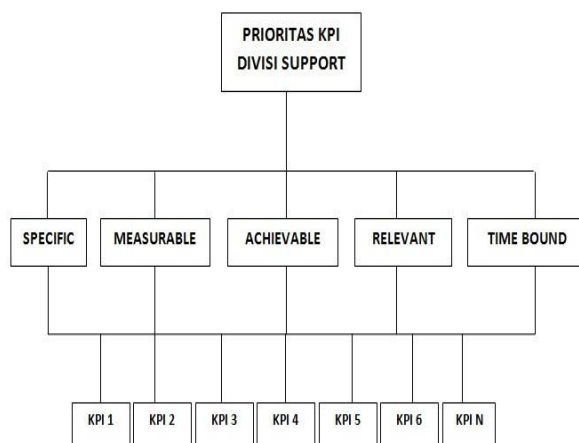 PRIORITAS KPI
DIVISI SUPPORT
SPECIFIC
MEASURABLE
ACHIEVABLE
RELEVANT
TIME BOUND
KPI 1
KPI 2
KPI 3
KPI 4
KPI 5
KPI 6
KPI N